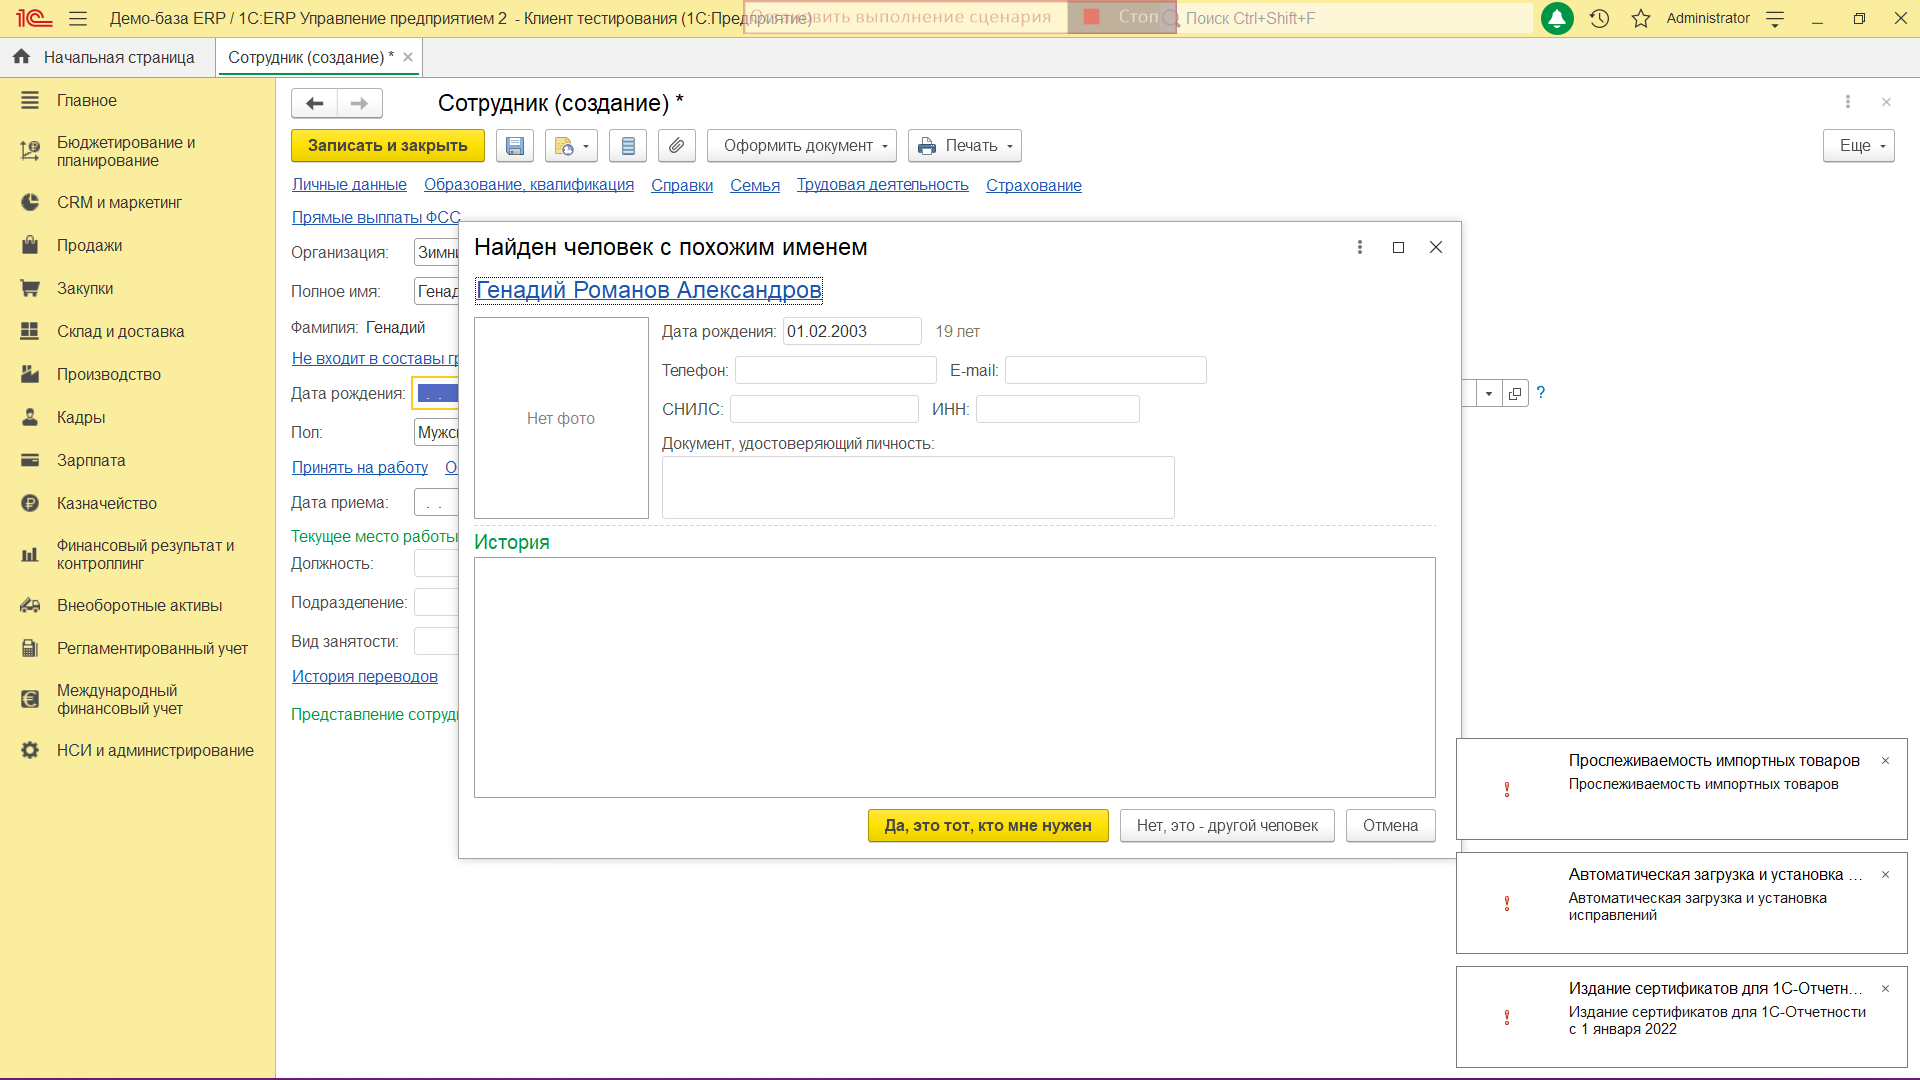 Демо-база ERP / 1С:ERP Управление предприятием 2 - Клиент тестирования (1С:Предприятие)
Остановить выполнение сценария
Стоп
Поиск Ctrl+Shift+F
Administrator
Начальная страница
Сотрудник (создание) *
Главное
Бюджетирование и
планирование
CRM и маркетинг
Продажи
Закупки
Склад и доставка
Производство
Кадры
Зарплата
Казначейство
Финансовый результат и
контроллинг
Внеоборотные активы
Регламентированный учет
Международный
финансовый учет
НСИ и администрирование
Сотрудник (создание) *
Записать и закрыть
Оформить документ
Печать
Еще
Личные данные
Образование, квалификация
Справки
Семья
Трудовая деятельность
Страхование
Прямые выплаты ФСС
Организация:
Полное имя:
Фамилия: Генадий
Не входит в составы
Дата рождения:
. .
?
Пол:
Принять на работу
Дата приема:
. .
Текущее место работы
Должность:
Подразделение:
Вид занятости:
История переводов
Представление
Найден человек с похожим именем
Генадий Романов Александров
Нет фото
Дата рождения: 01.02.2003 19 лет
Телефон:
E-mail:
СНИЛС:
ИНН:
Документ, удостоверяющий личность:
История
Да, это тот, кто мне нужен
Нет, это - другой человек
Отмена
Прослеживаемость импортных товаров
Прослеживаемость импортных товаров
Автоматическая загрузка и установка ...
Автоматическая загрузка и установка
исправлений
Издание сертификатов для 1С-Отчетн...
Издание сертификатов для 1С-Отчетности
с 1 января 2022